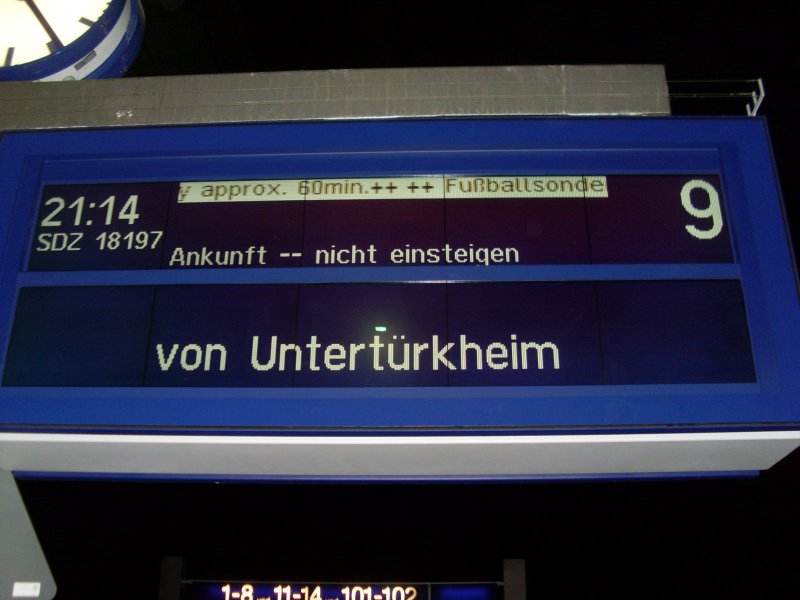 21:14
y approx. 60min.++ ++ Fußballsonde
9
SDZ 18197
Ankunft -- nicht einsteigen
von Untertürkheim
1-8 11-14 101-102